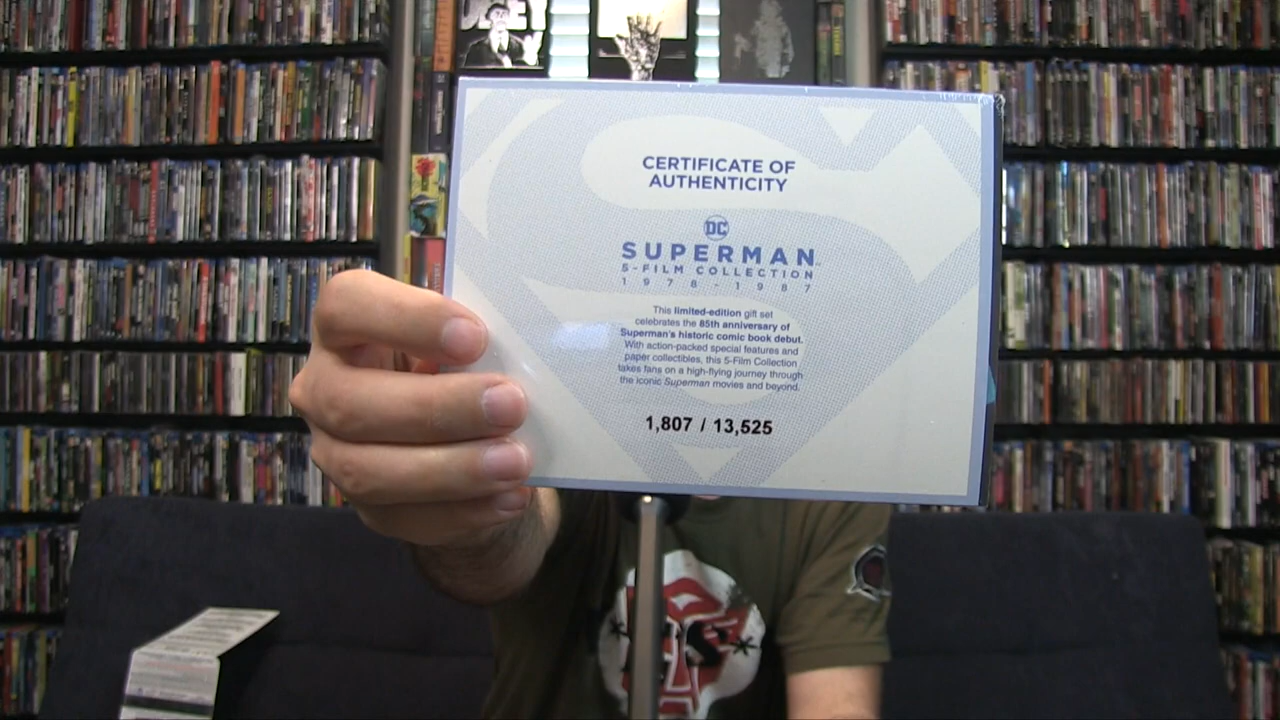 CERTIFICATE OF
AUTHENTICITY
DC
SUPERMAN
5-FILM COLLECTION
1978-1987
This limited-edition gift set
celebrates the 85th anniversary of
Superman's historic comic book debut.
With action-packed special features and
paper collectibles, this 5-Film Collection
takes fans on a high-flying journey through
the iconic Superman movies and beyond.
1,807 / 13,525